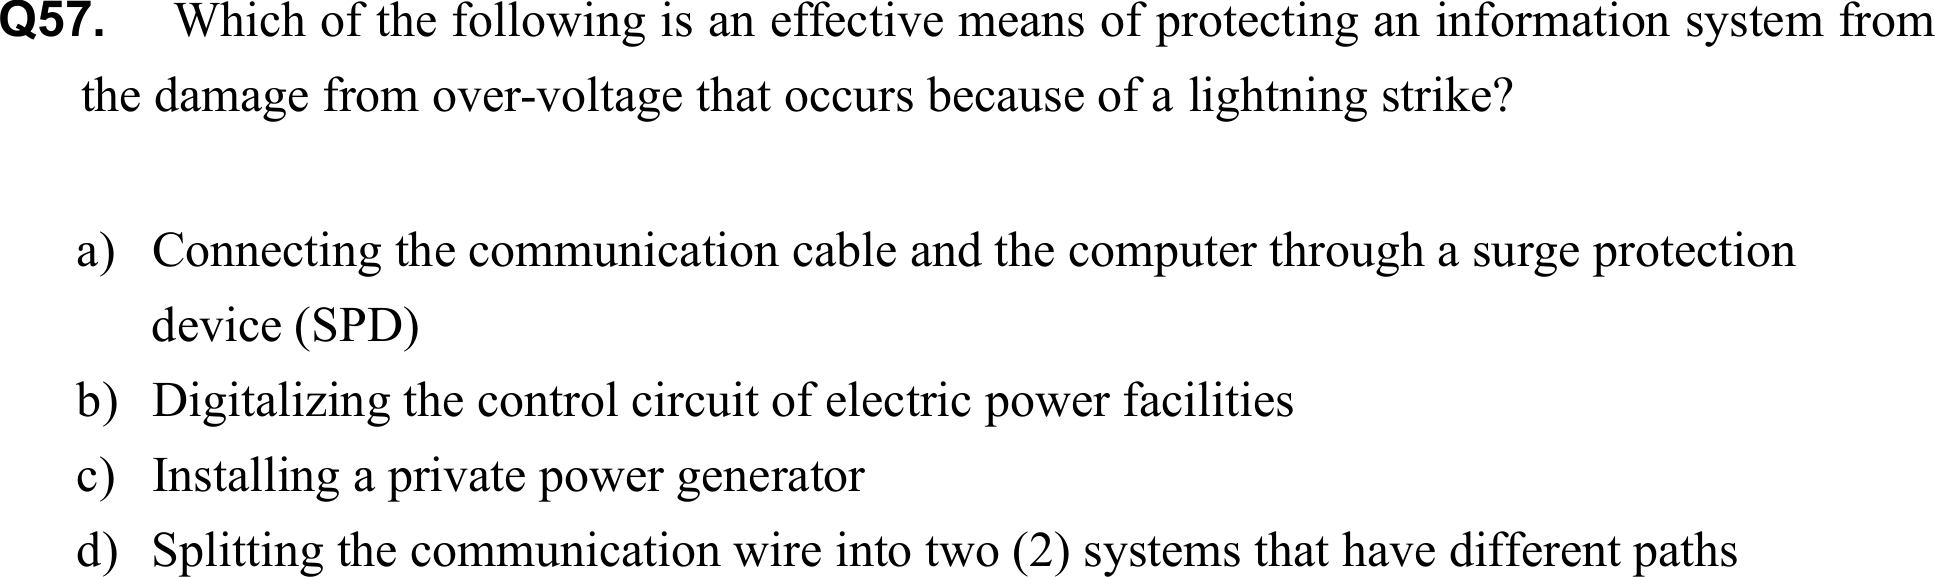 Q57. Which of the following is an effective means of protecting an information system from
the damage from over-voltage that occurs because of a lightning strike?
a) Connecting the communication cable and the computer through a surge protection
device (SPD)
b) Digitalizing the control circuit of electric power facilities
c) Installing a private power generator
d) Splitting the communication wire into two (2) systems that have different paths